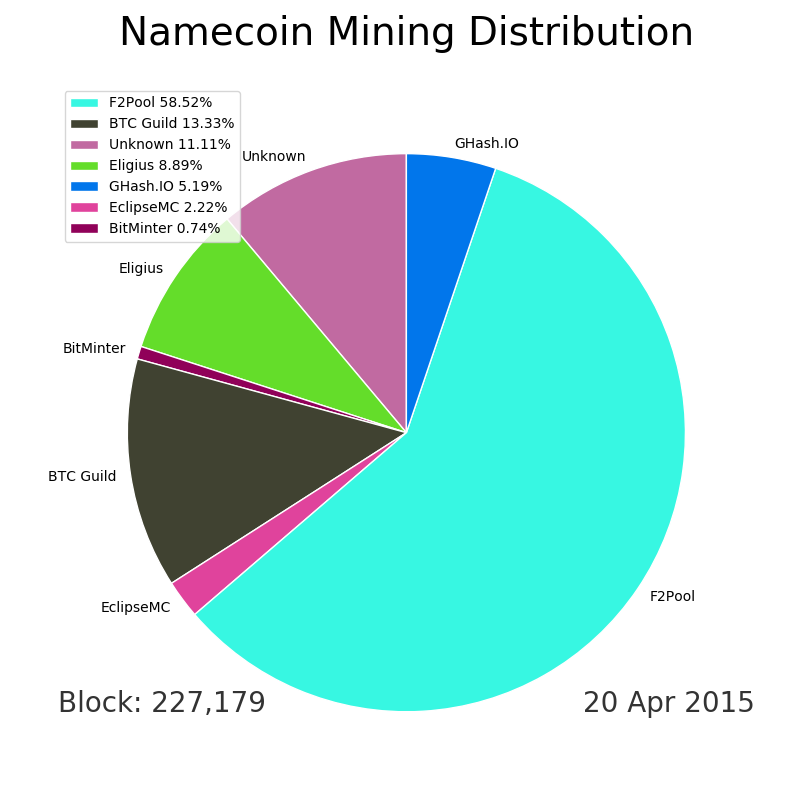 Namecoin Mining Distribution
F2Pool 58.52%
BTC Guild 13.33%
Unknown 11.11%
Eligius 8.89%
GHash.IO 5.19%
EclipseMC 2.22%
BitMinter 0.74%
GHash.IO
Unknown
Eligius
BitMinter
BTC Guild
EclipseMC
F2Pool
Block: 227,179
20 Apr 2015